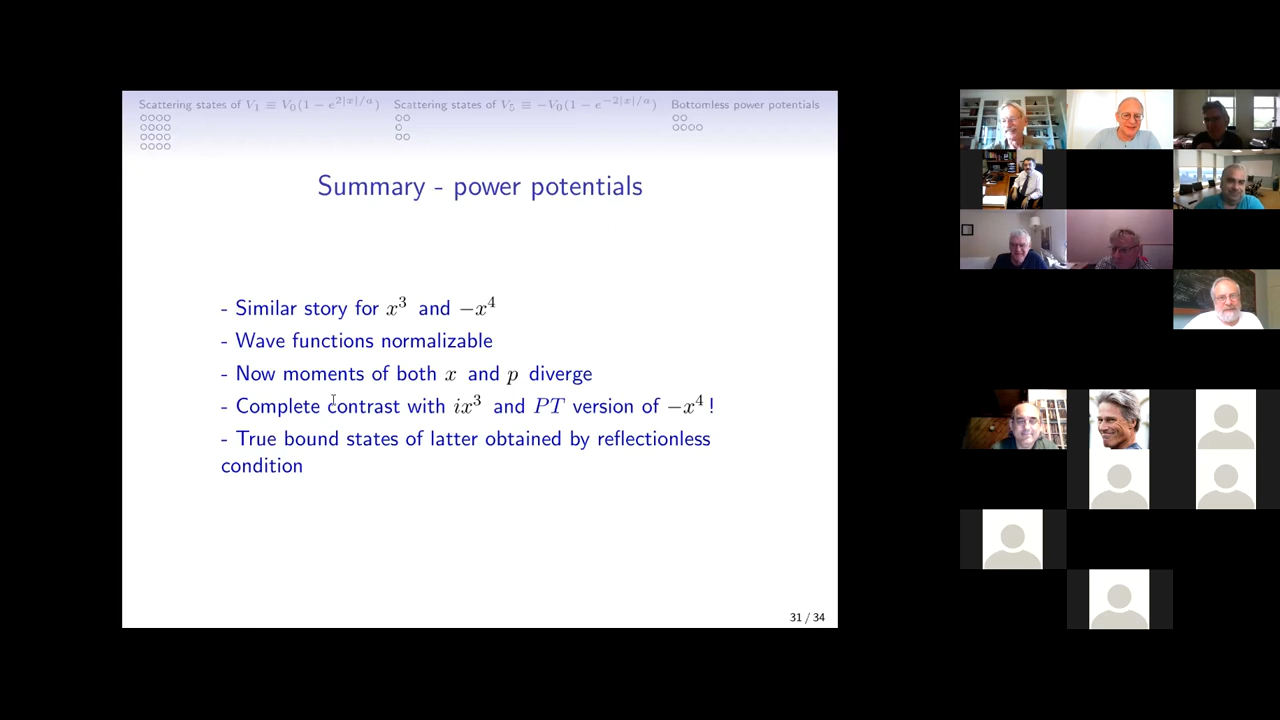 Scattering states of V₁ ≡ V₀(1 − e^{2|x|/a})
Scattering states of V₅ ≡ −V₀(1 − e^{−2|x|/a})
Bottomless power potentials
Summary - power potentials
- Similar story for x³ and −x⁴
- Wave functions normalizable
- Now moments of both x and p diverge
- Complete contrast with ix³ and PT version of −x⁴ !
- True bound states of latter obtained by reflectionless
condition
31 / 34